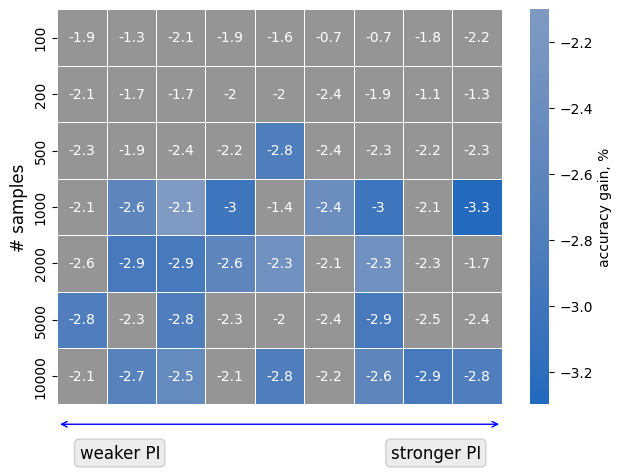 100 -1.9 -1.3 -2.1 -1.9 -1.6 -0.7 -0.7 -1.8 -2.2
200 -2.1 -1.7 -1.7 -2 -2 -2.4 -1.9 -1.1 -1.3
500 -2.3 -1.9 -2.4 -2.2 -2.8 -2.4 -2.3 -2.2 -2.3
1000 -2.1 -2.6 -2.1 -3 -1.4 -2.4 -3 -2.1 -3.3
2000 -2.6 -2.9 -2.9 -2.6 -2.3 -2.1 -2.3 -2.3 -1.7
5000 -2.8 -2.3 -2.8 -2.3 -2 -2.4 -2.9 -2.5 -2.4
10000 -2.1 -2.7 -2.5 -2.1 -2.8 -2.2 -2.6 -2.9 -2.8
# samples
weaker PI
stronger PI
−2.2
−2.4
−2.6
−2.8
−3.0
−3.2
accuracy gain, %